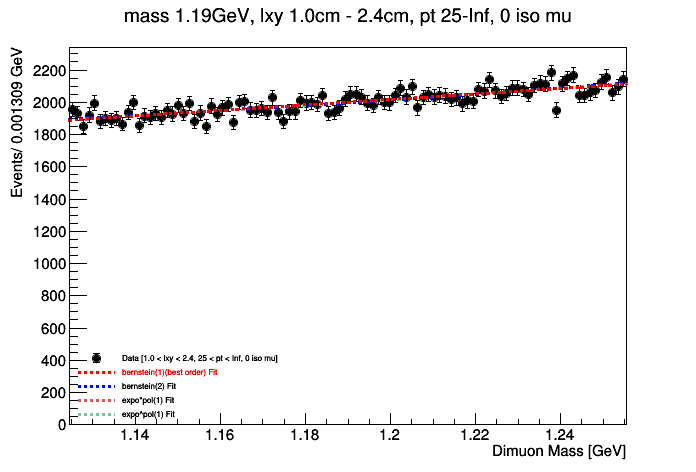 mass 1.19GeV, lxy 1.0cm - 2.4cm, pt 25-Inf, 0 iso mu
Events/ 0.001309 GeV
2200
2000
1800
1600
1400
1200
1000
800
600
400
200
0
Data [1.0 < lxy < 2.4, 25 < pt < Inf, 0 iso mu]
bernstein(1)(best order) Fit
bernstein(2) Fit
expo*pol(1) Fit
expo^pol(1) Fit
1.14 1.16 1.18 1.2 1.22 1.24
Dimuon Mass [GeV]